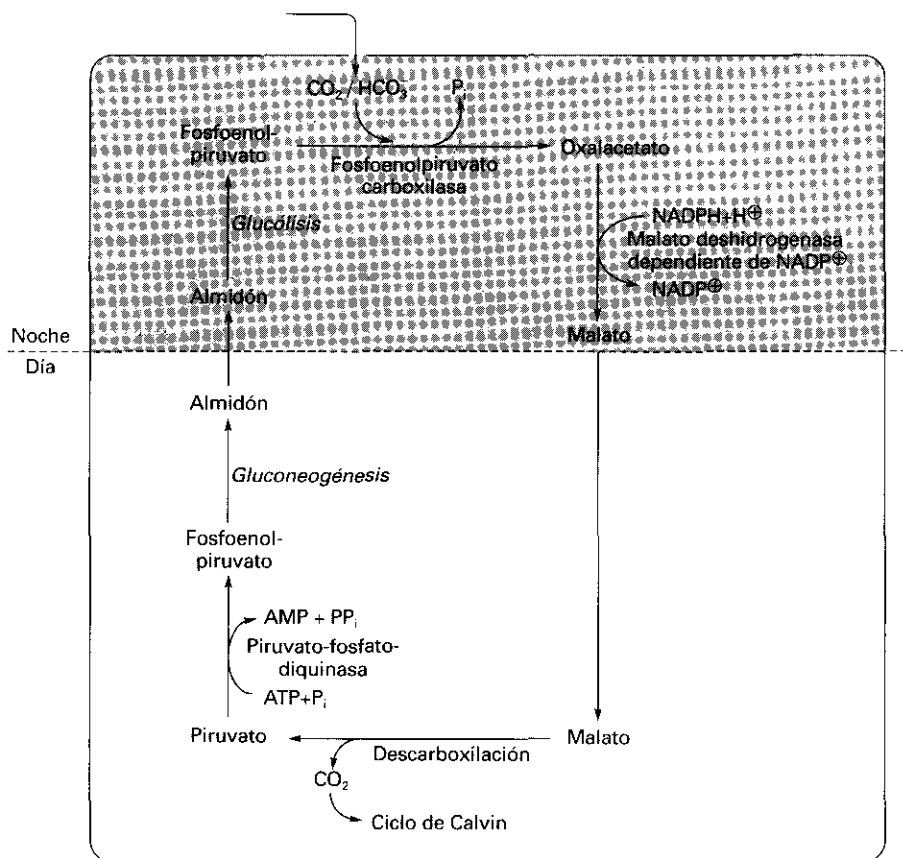 CO₂ / HCO₃
Pᵢ
Fosfoenol-
piruvato
Oxalacetato
Fosfoenolpiruvato
carboxilasa
Glucólisis
NADPH+H⊕
Malato deshidrogenasa
dependiente de NADP⊕
NADP⊕
Almidón
Malato
Noche
Día
Almidón
Gluconeogénesis
Fosfoenol-
piruvato
AMP + PPᵢ
Piruvato-fosfato-
diquinasa
ATP+Pᵢ
Piruvato
Descarboxilación
Malato
CO₂
Ciclo de Calvin